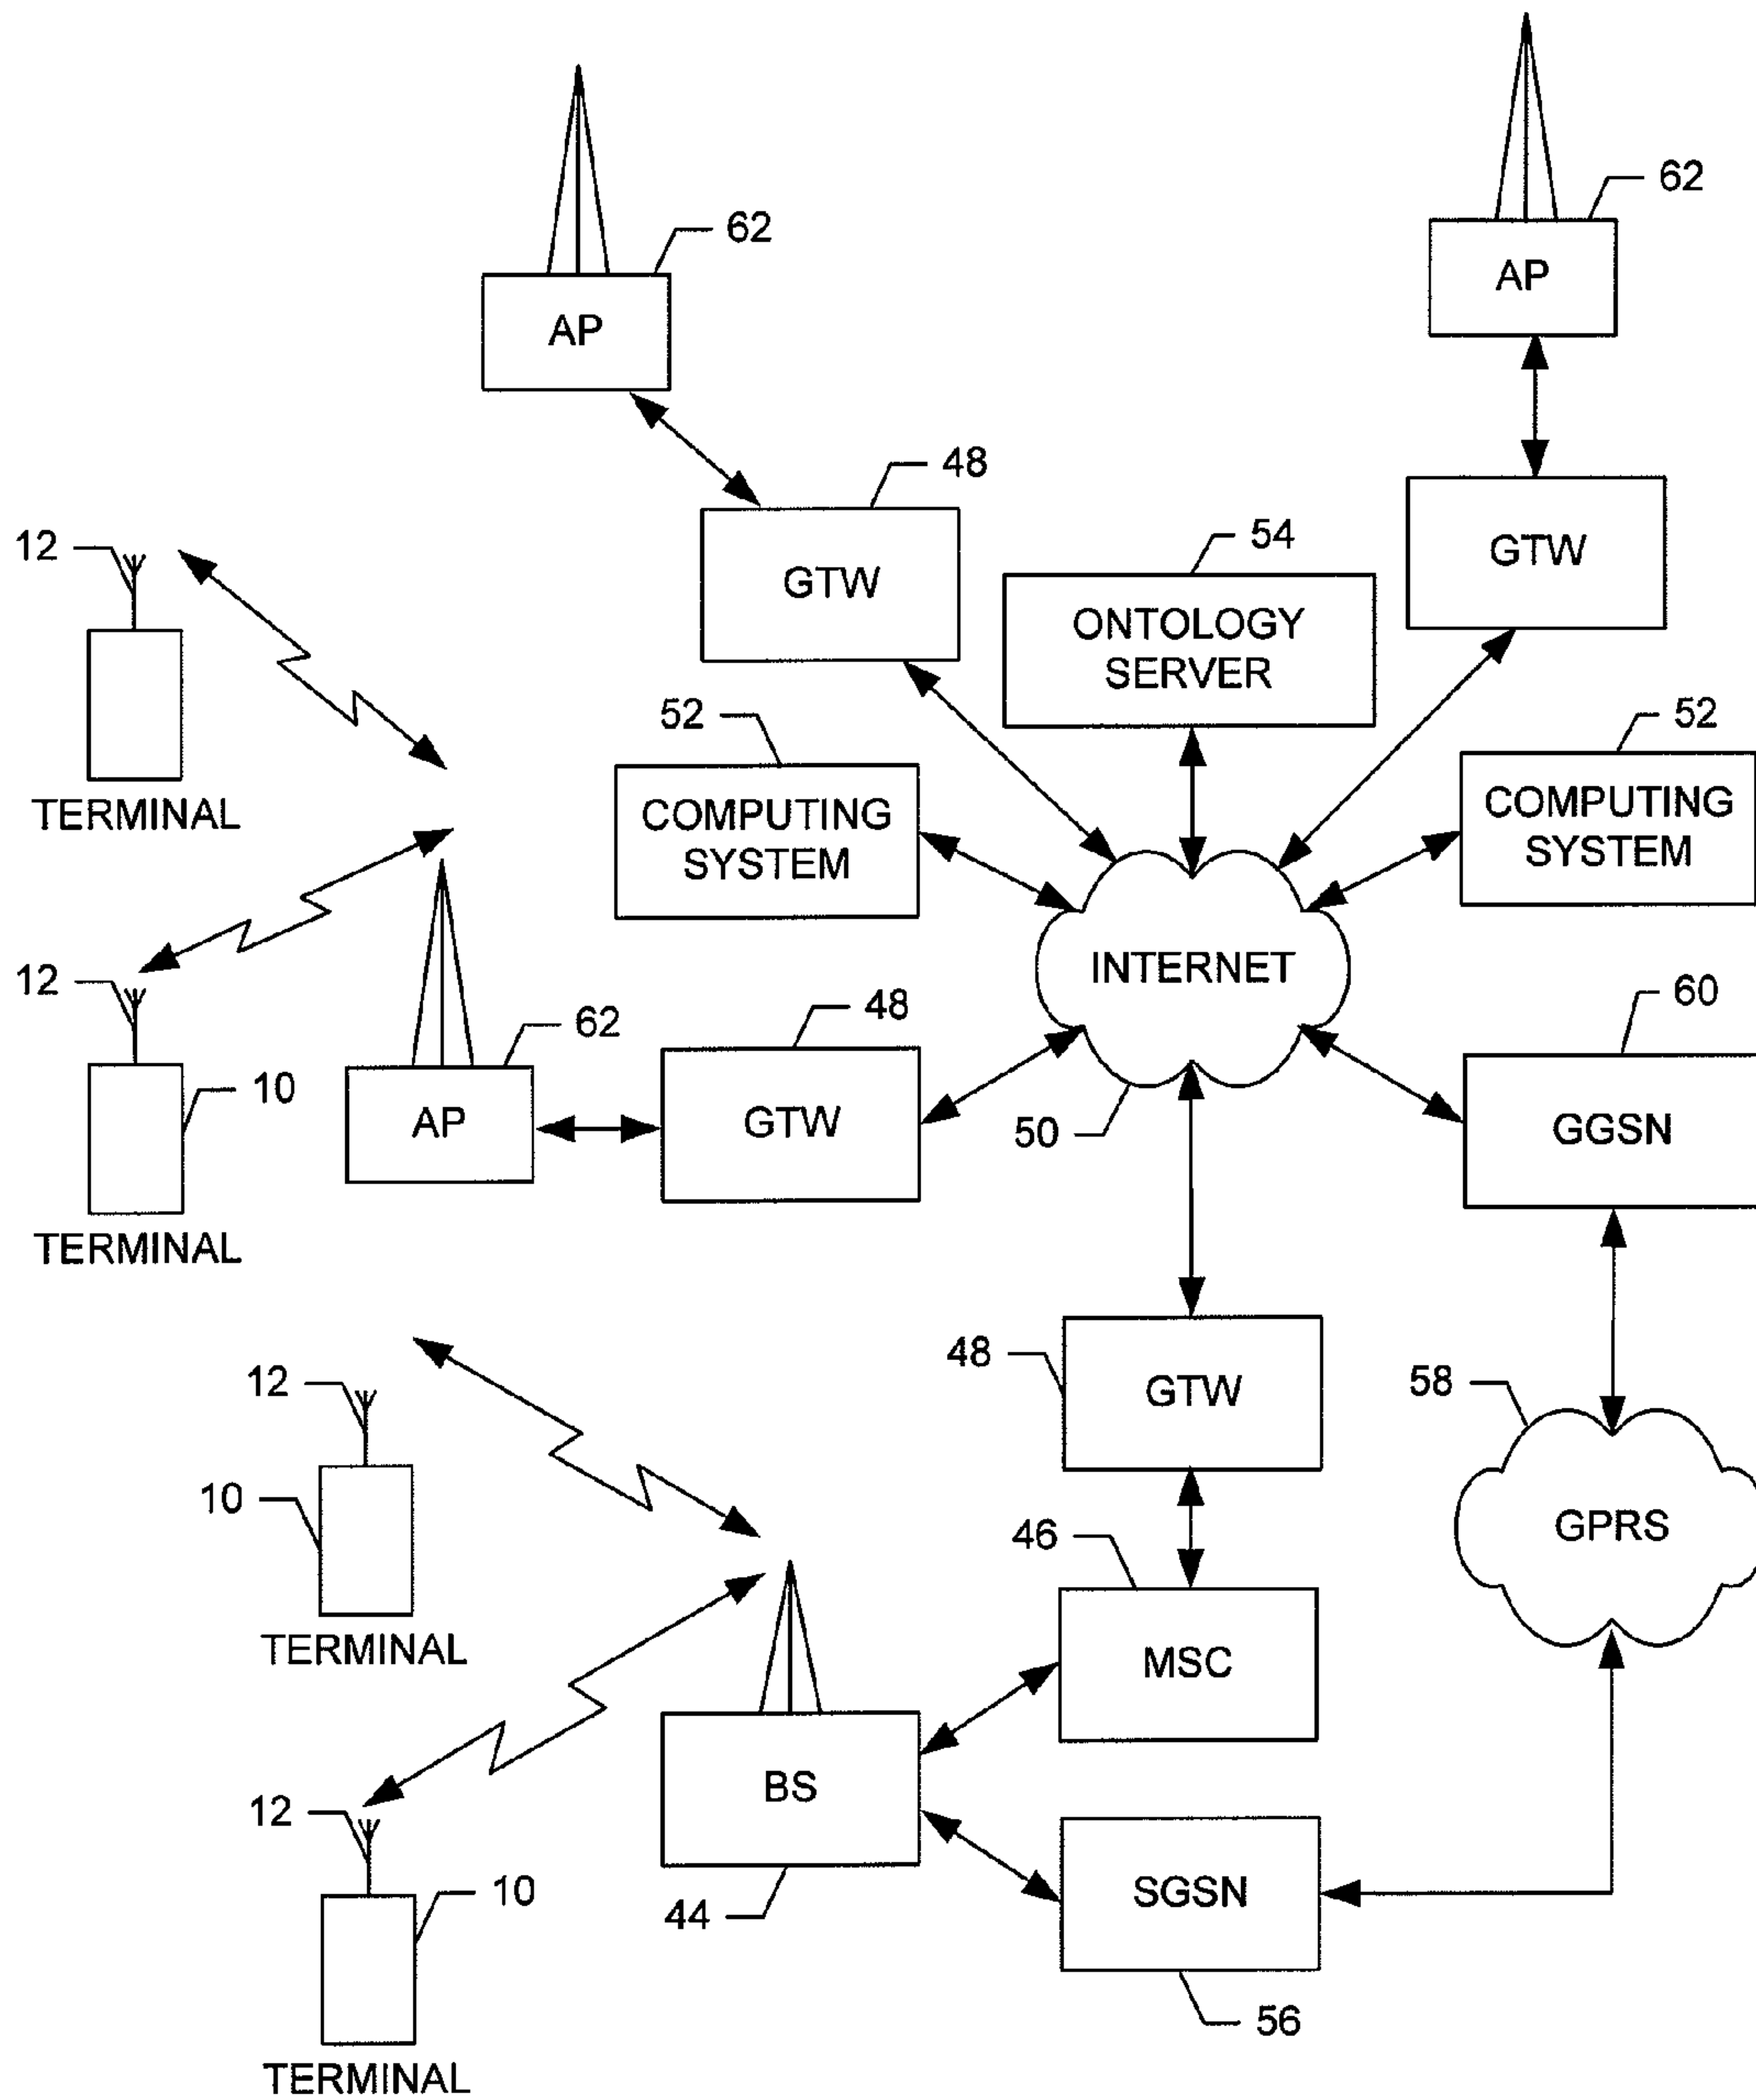 62
AP
62
AP
48
GTW
GTW
12
TERMINAL
54
ONTOLOGY
SERVER
52
COMPUTING
SYSTEM
52
COMPUTING
SYSTEM
INTERNET
50
12
10
TERMINAL
62
AP
48
GTW
60
GGSN
48
GTW
58
GPRS
12
10
TERMINAL
46
MSC
BS
44
12
10
TERMINAL
SGSN
56